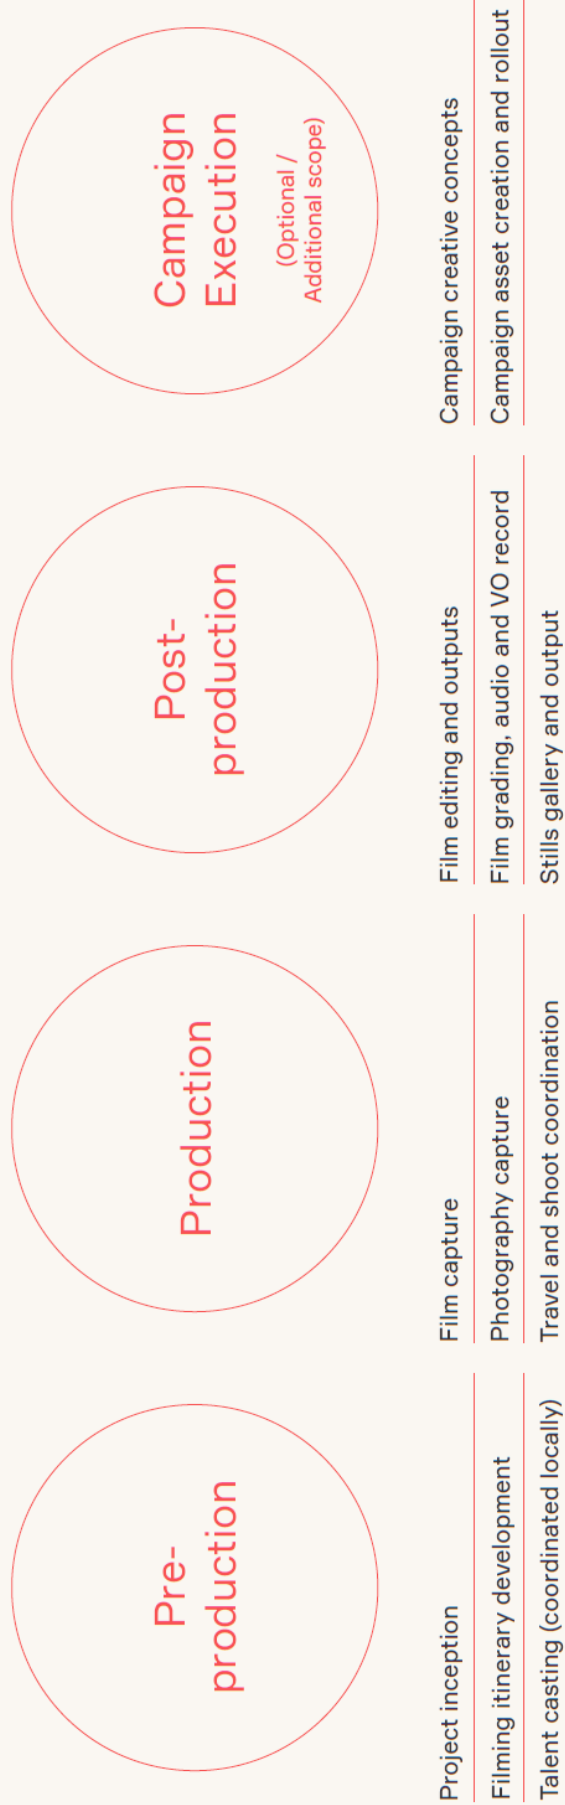 Pre-
production
Project inception
Filming itinerary development
Talent casting (coordinated locally)
Production
Film capture
Photography capture
Travel and shoot coordination
Post-
production
Film editing and outputs
Film grading, audio and VO record
Stills gallery and output
Campaign
Execution
(Optional /
Additional scope)
Campaign creative concepts
Campaign asset creation and rollout